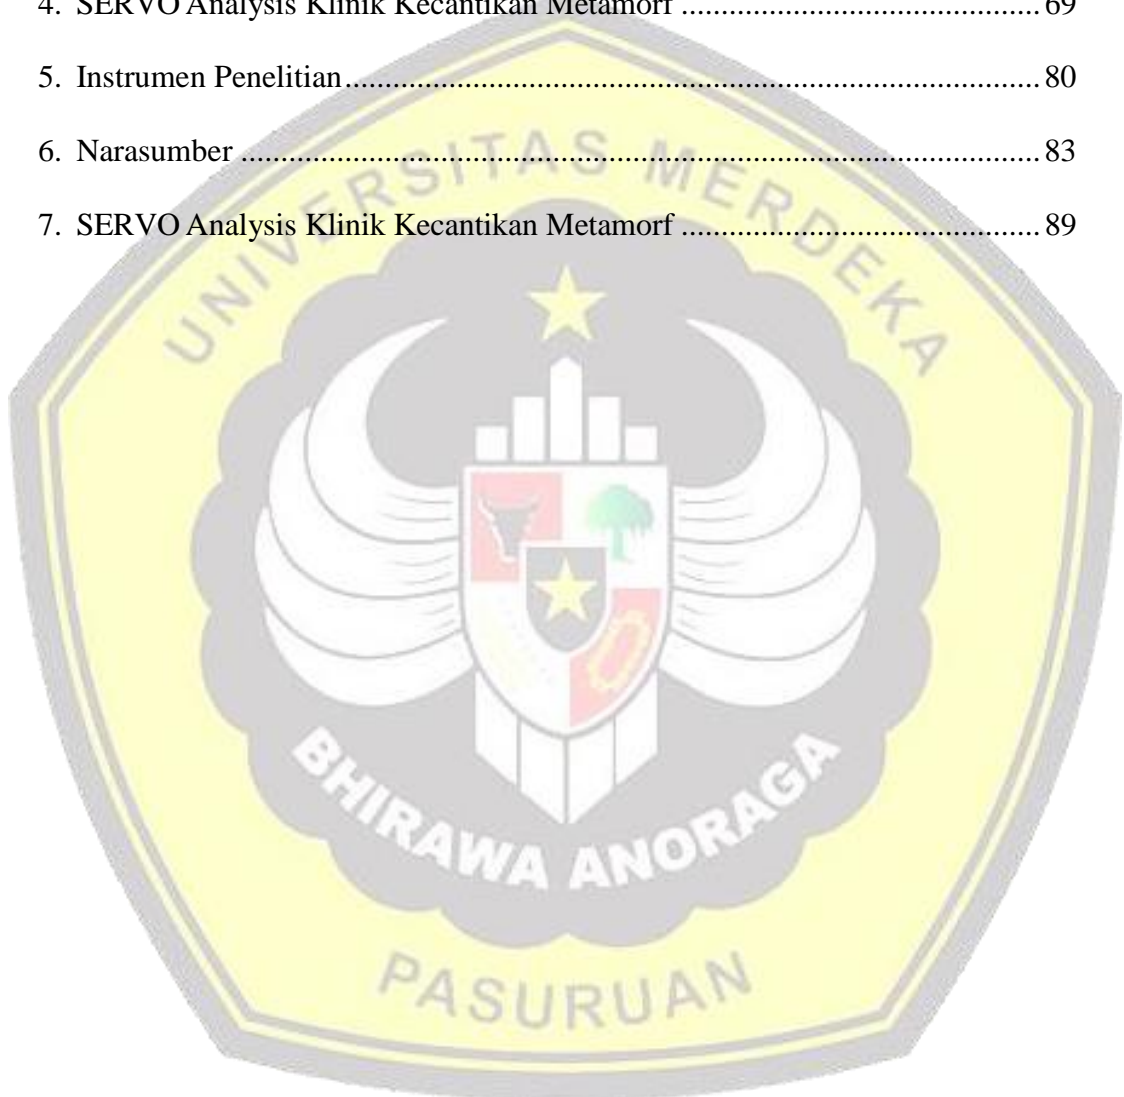 4. SERVO Analysis Klinik Kecantikan Metamorf ..................................... 69
5. Instrumen Penelitian ......................................................................... 80
6. Narasumber .................................................................................... 83
7. SERVO Analysis Klinik Kecantikan Metamorf ..................................... 89
UNIVERSITAS MERDEKA
BHIRAWA ANORAGA
PASURUAN